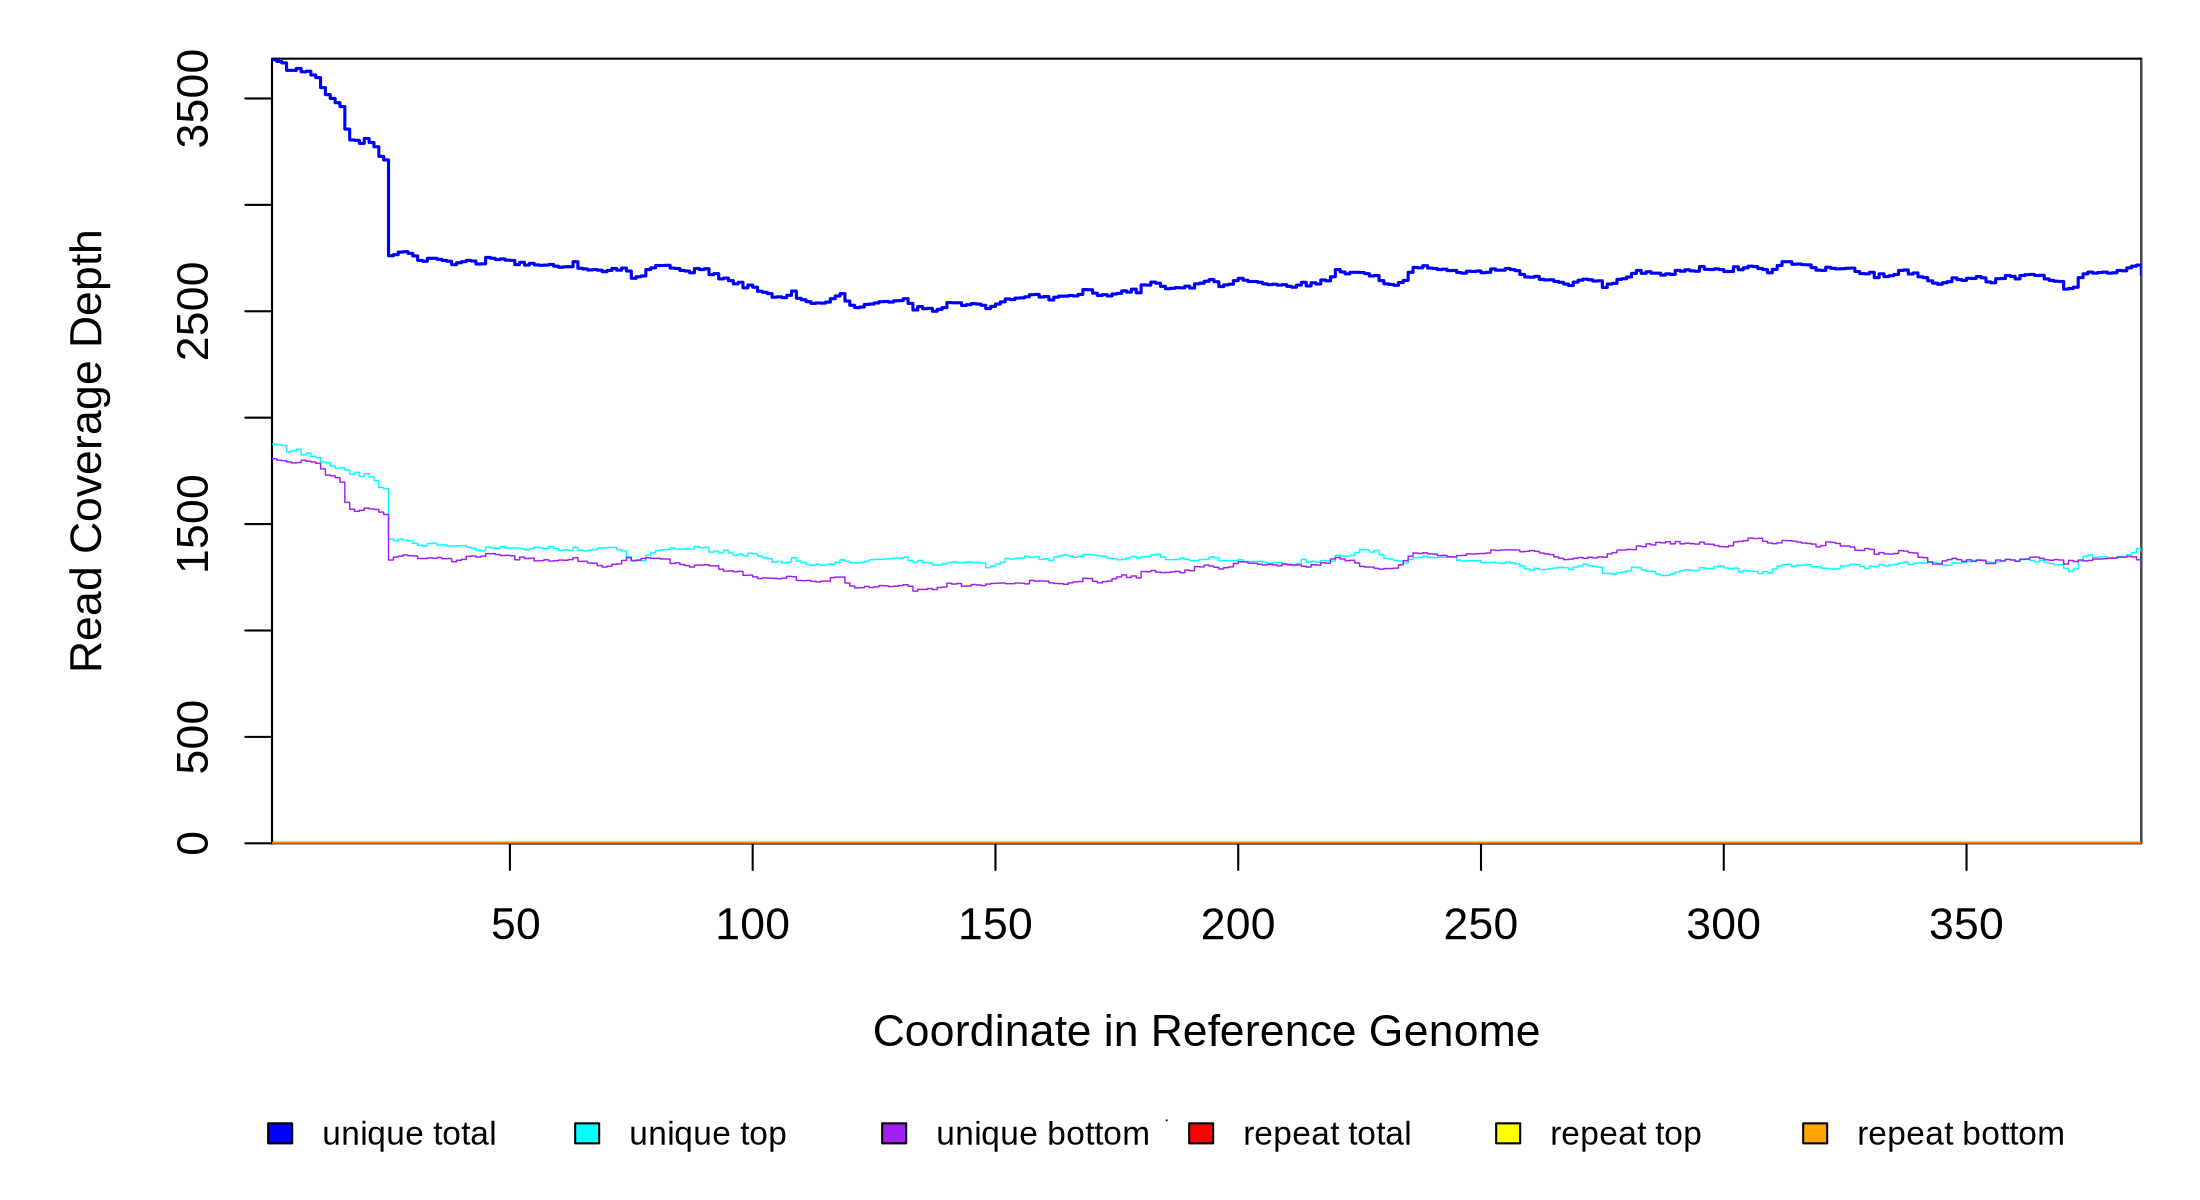 3500
2500
1500
500
0
Read Coverage Depth
50 100 150 200 250 300 350
Coordinate in Reference Genome
unique total unique top unique bottom repeat total repeat top repeat bottom